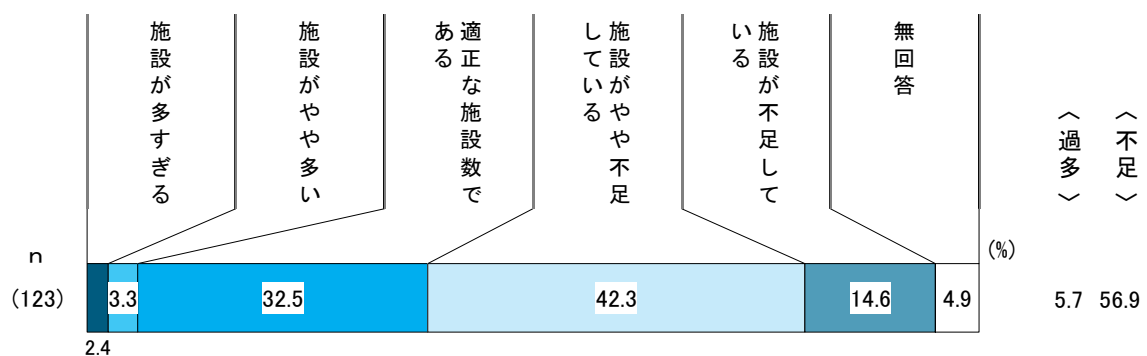 施設が多すぎる
施設がやや多い
適正な施設数で
ある
施設がやや不足
している
施設が不足して
いる
無回答
〈過多〉
〈不足〉
(%)
n
(123)
3.3
32.5
42.3
14.6
4.9
5.7
56.9
2.4